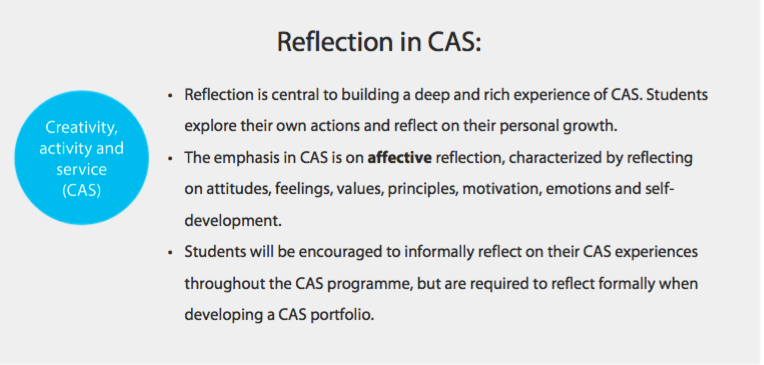 Reflection in CAS:
Creativity,
activity and
service
(CAS)
• Reflection is central to building a deep and rich experience of CAS. Students
explore their own actions and reflect on their personal growth.
• The emphasis in CAS is on affective reflection, characterized by reflecting
on attitudes, feelings, values, principles, motivation, emotions and self-
development.
• Students will be encouraged to informally reflect on their CAS experiences
throughout the CAS programme, but are required to reflect formally when
developing a CAS portfolio.